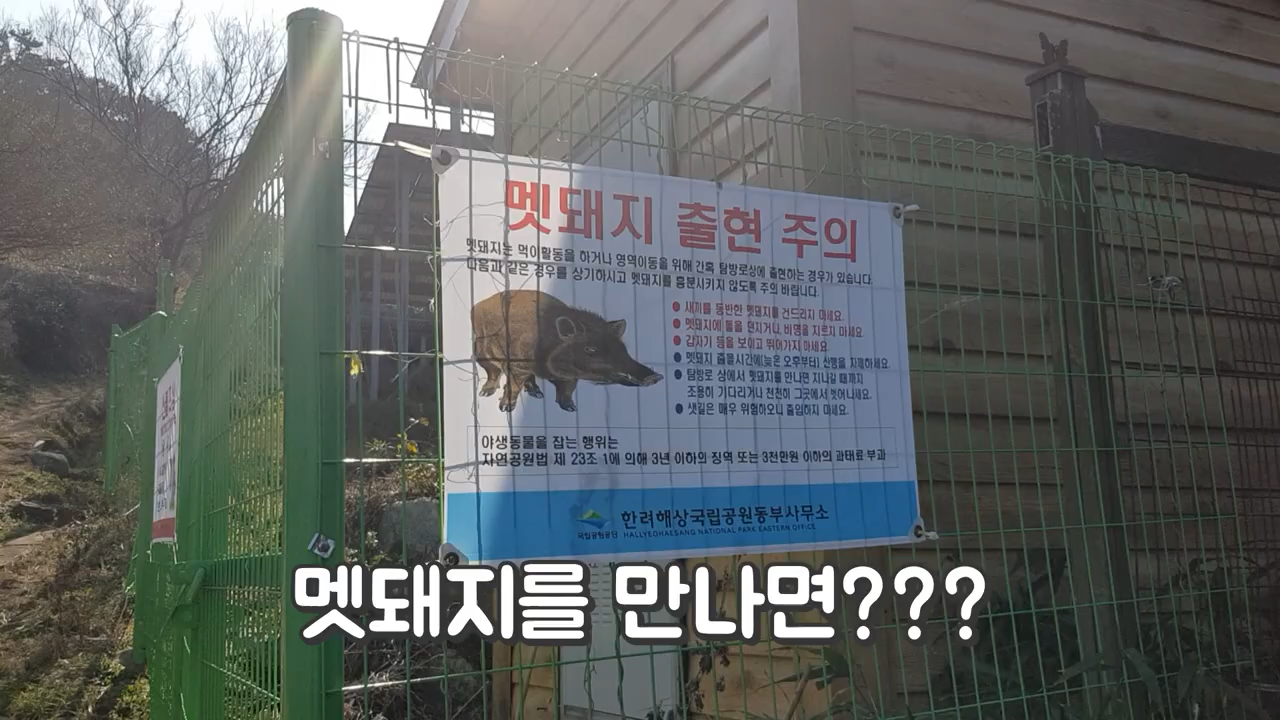 멧돼지 출현 주의
멧돼지는 먹이활동을 하거나 영역이동을 위해 간혹 탐방로상에 출현하는 경우가 있습니다.
다음과 같은 경우를 상기하시고 멧돼지를 흥분시키지 않도록 주의 바랍니다.
● 새끼를 동반한 멧돼지를 건드리지 마세요.
● 멧돼지에 돌을 던지거나, 비명을 지르지 마세요.
● 갑자기 등을 보이고 뛰어가지 마세요.
● 멧돼지 출몰시간에(늦은 오후부터) 산행을 자제하세요.
● 탐방로 상에서 멧돼지를 만나면 지나갈 때까지
조용히 기다리거나 천천히 그곳에서 벗어나세요.
● 샛길은 매우 위험하오니 출입하지 마세요.
야생동물을 잡는 행위는
자연공원법 제 23조 1에 의해 3년 이하의 징역 또는 3천만원 이하의 과태료 부과
국립공원공단 한려해상국립공원동부사무소
HALLYEOHAESANG NATIONAL PARK EASTERN OFFICE
멧돼지를 만나면???